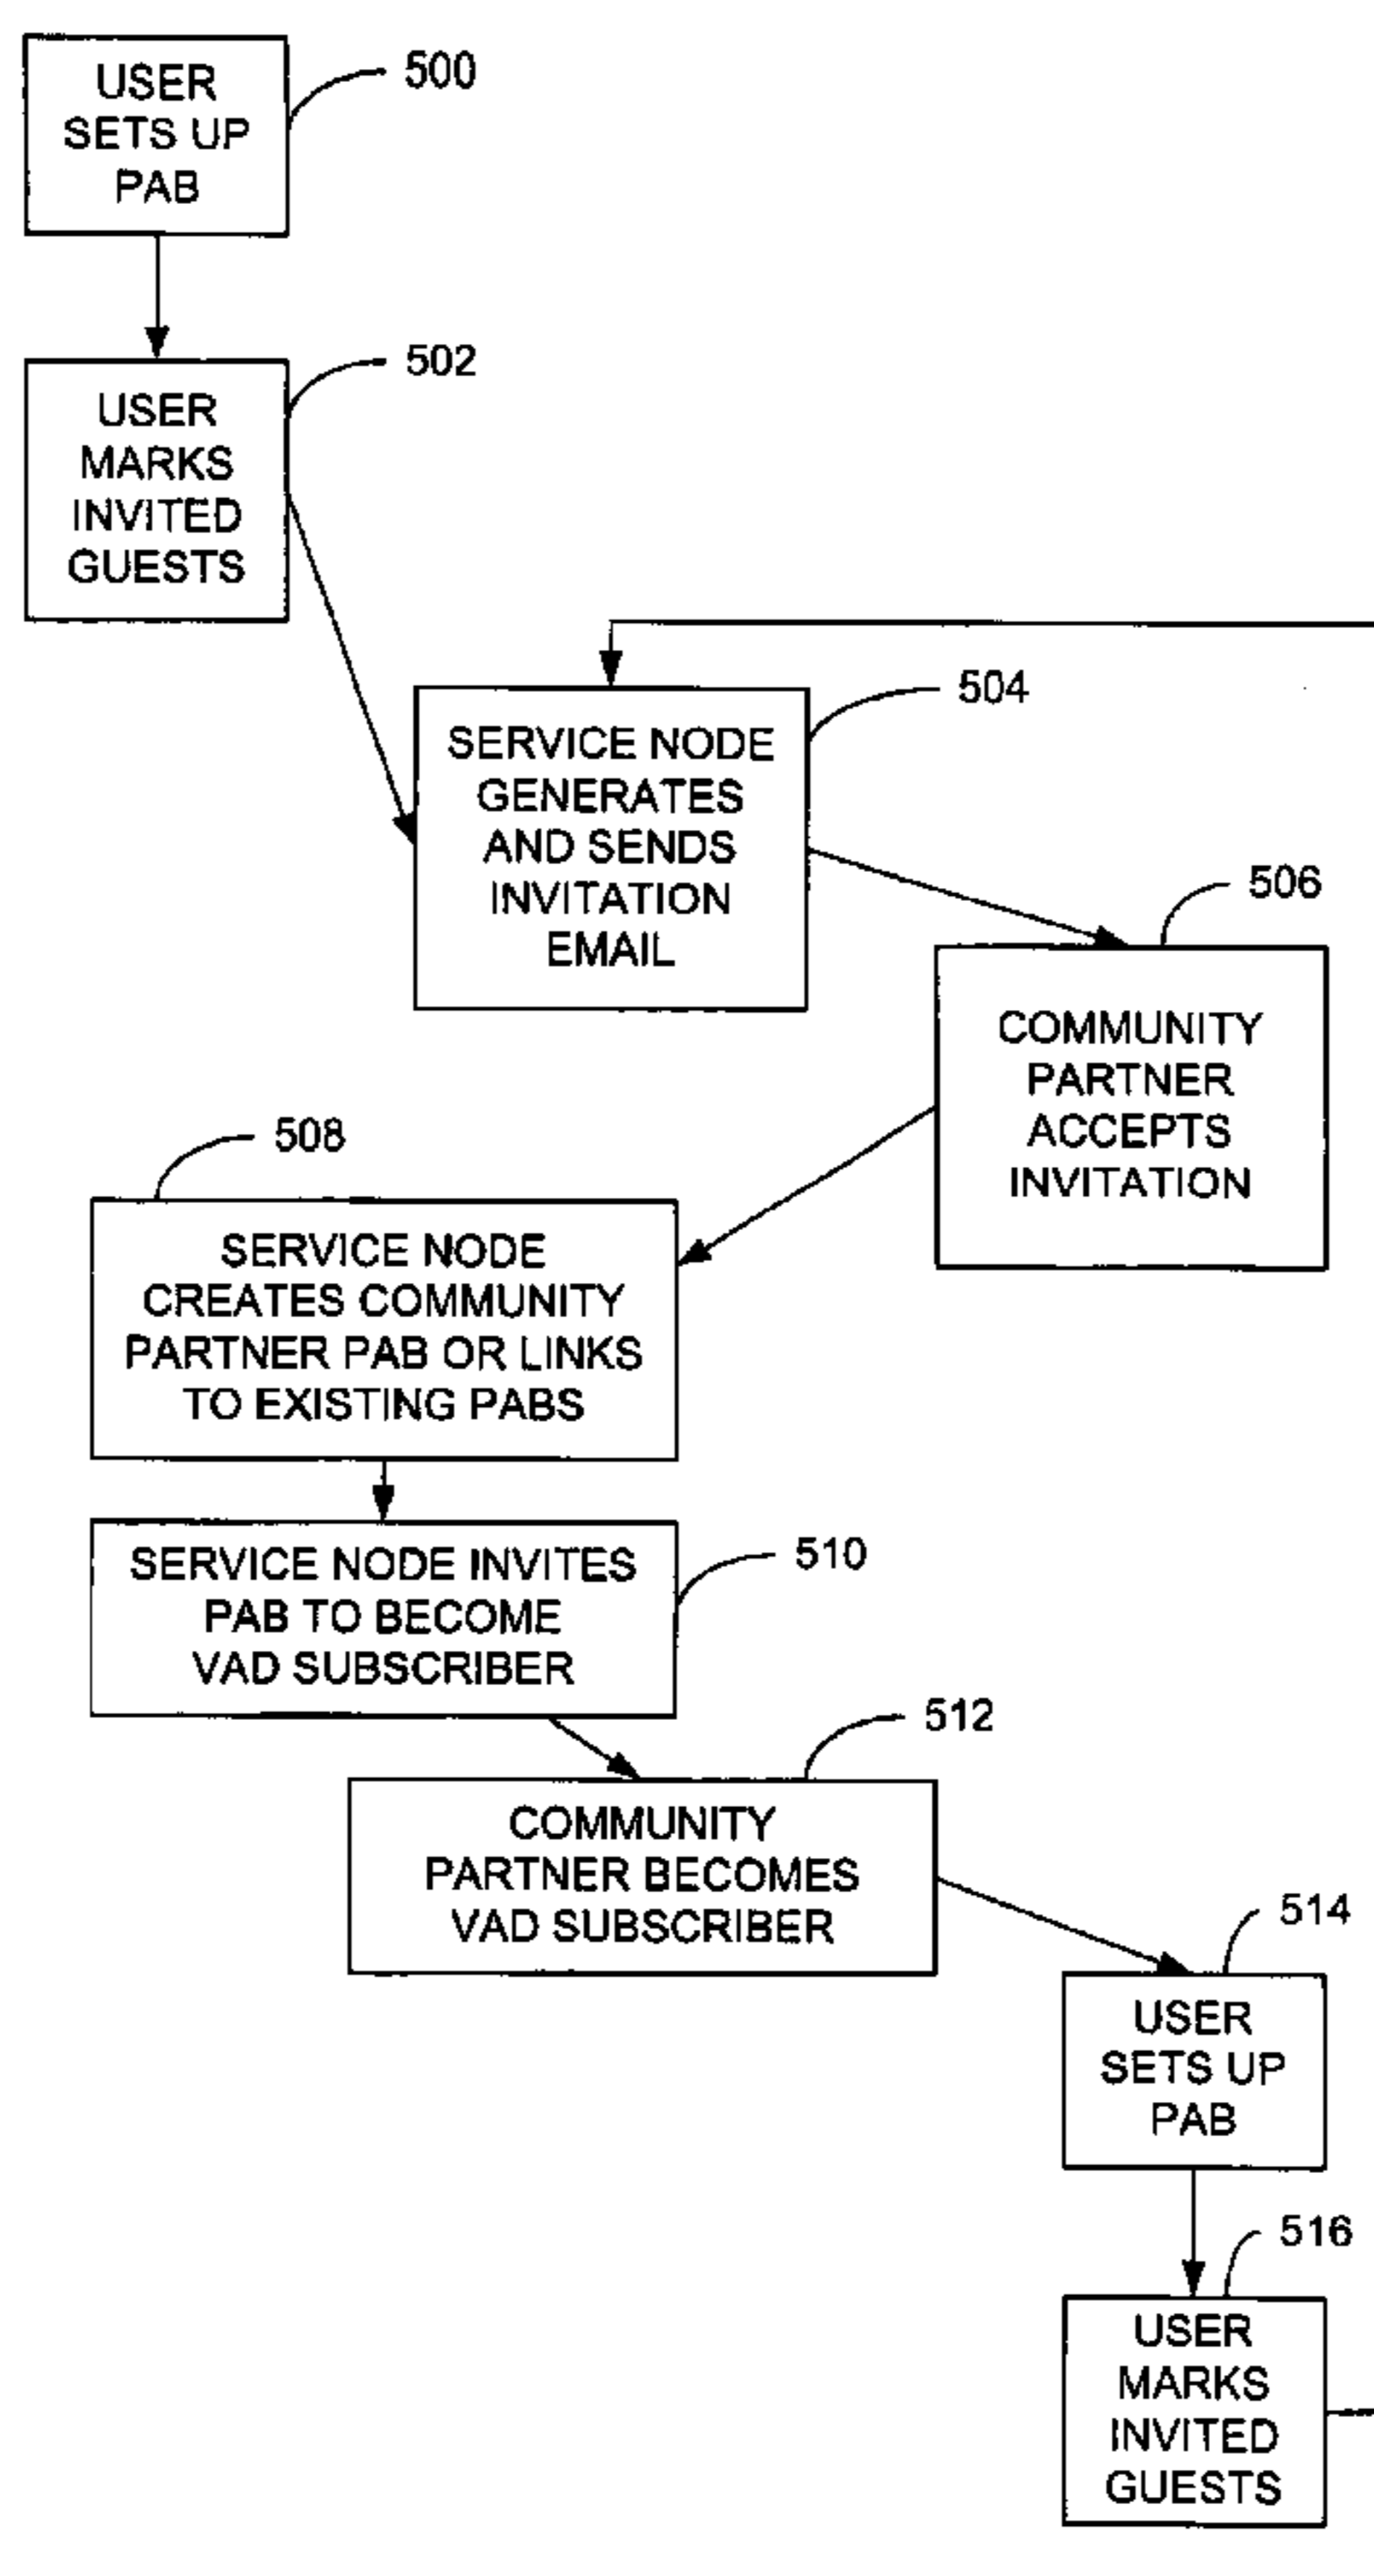 500
USER
SETS UP
PAB
502
USER
MARKS
INVITED
GUESTS
504
SERVICE NODE
GENERATES
AND SENDS
INVITATION
EMAIL
506
COMMUNITY
PARTNER
ACCEPTS
INVITATION
508
SERVICE NODE
CREATES COMMUNITY
PARTNER PAB OR LINKS
TO EXISTING PABS
510
SERVICE NODE INVITES
PAB TO BECOME
VAD SUBSCRIBER
512
COMMUNITY
PARTNER BECOMES
VAD SUBSCRIBER
514
USER
SETS UP
PAB
516
USER
MARKS
INVITED
GUESTS